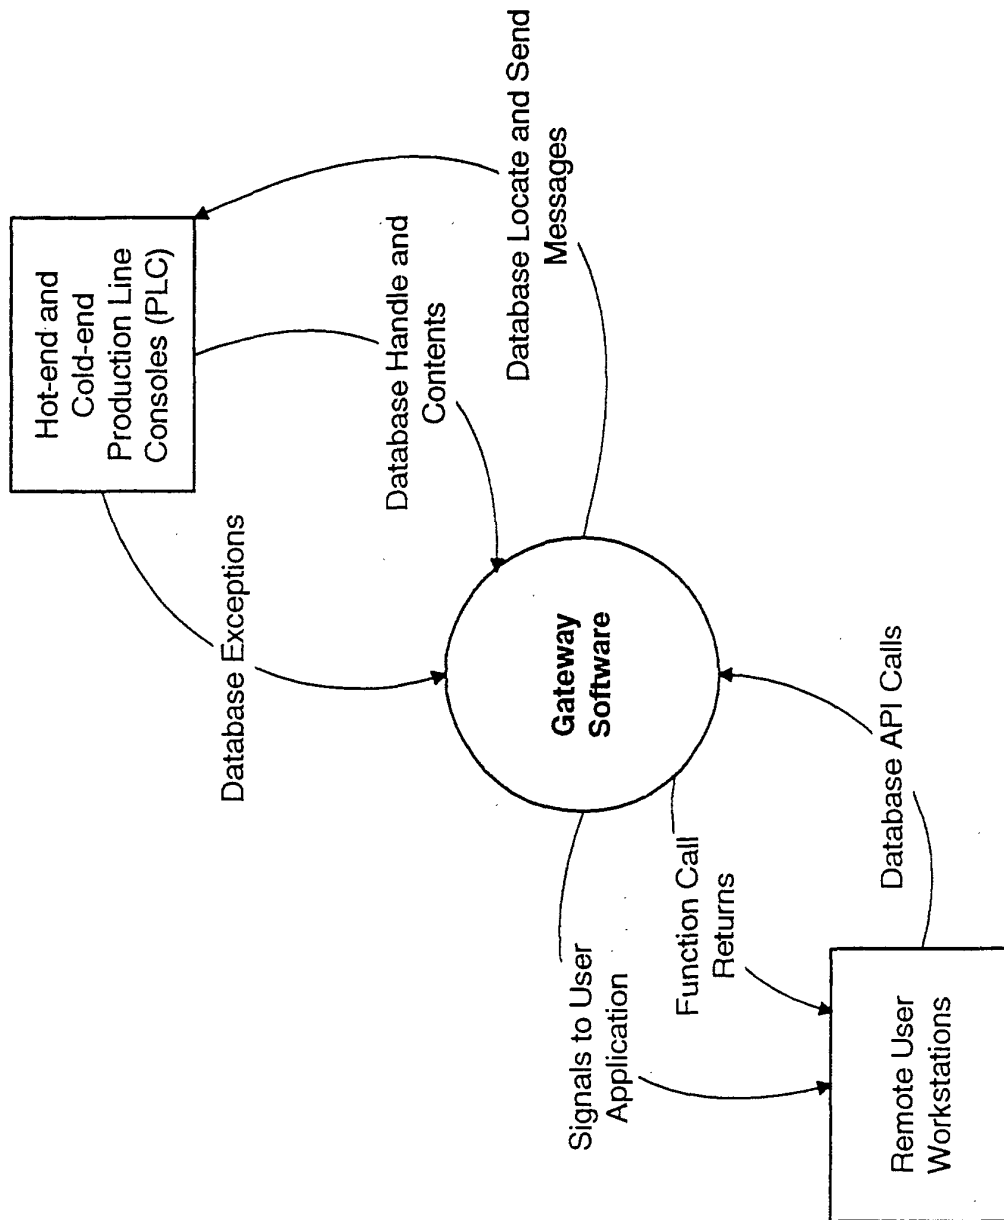 Hot-end and
Cold-end
Production Line
Consoles (PLC)
Database Exceptions
Database Handle and
Contents
Database Locate and Send
Messages
Gateway
Software
Signals to User
Application
Function Call
Returns
Database API Calls
Remote User
Workstations